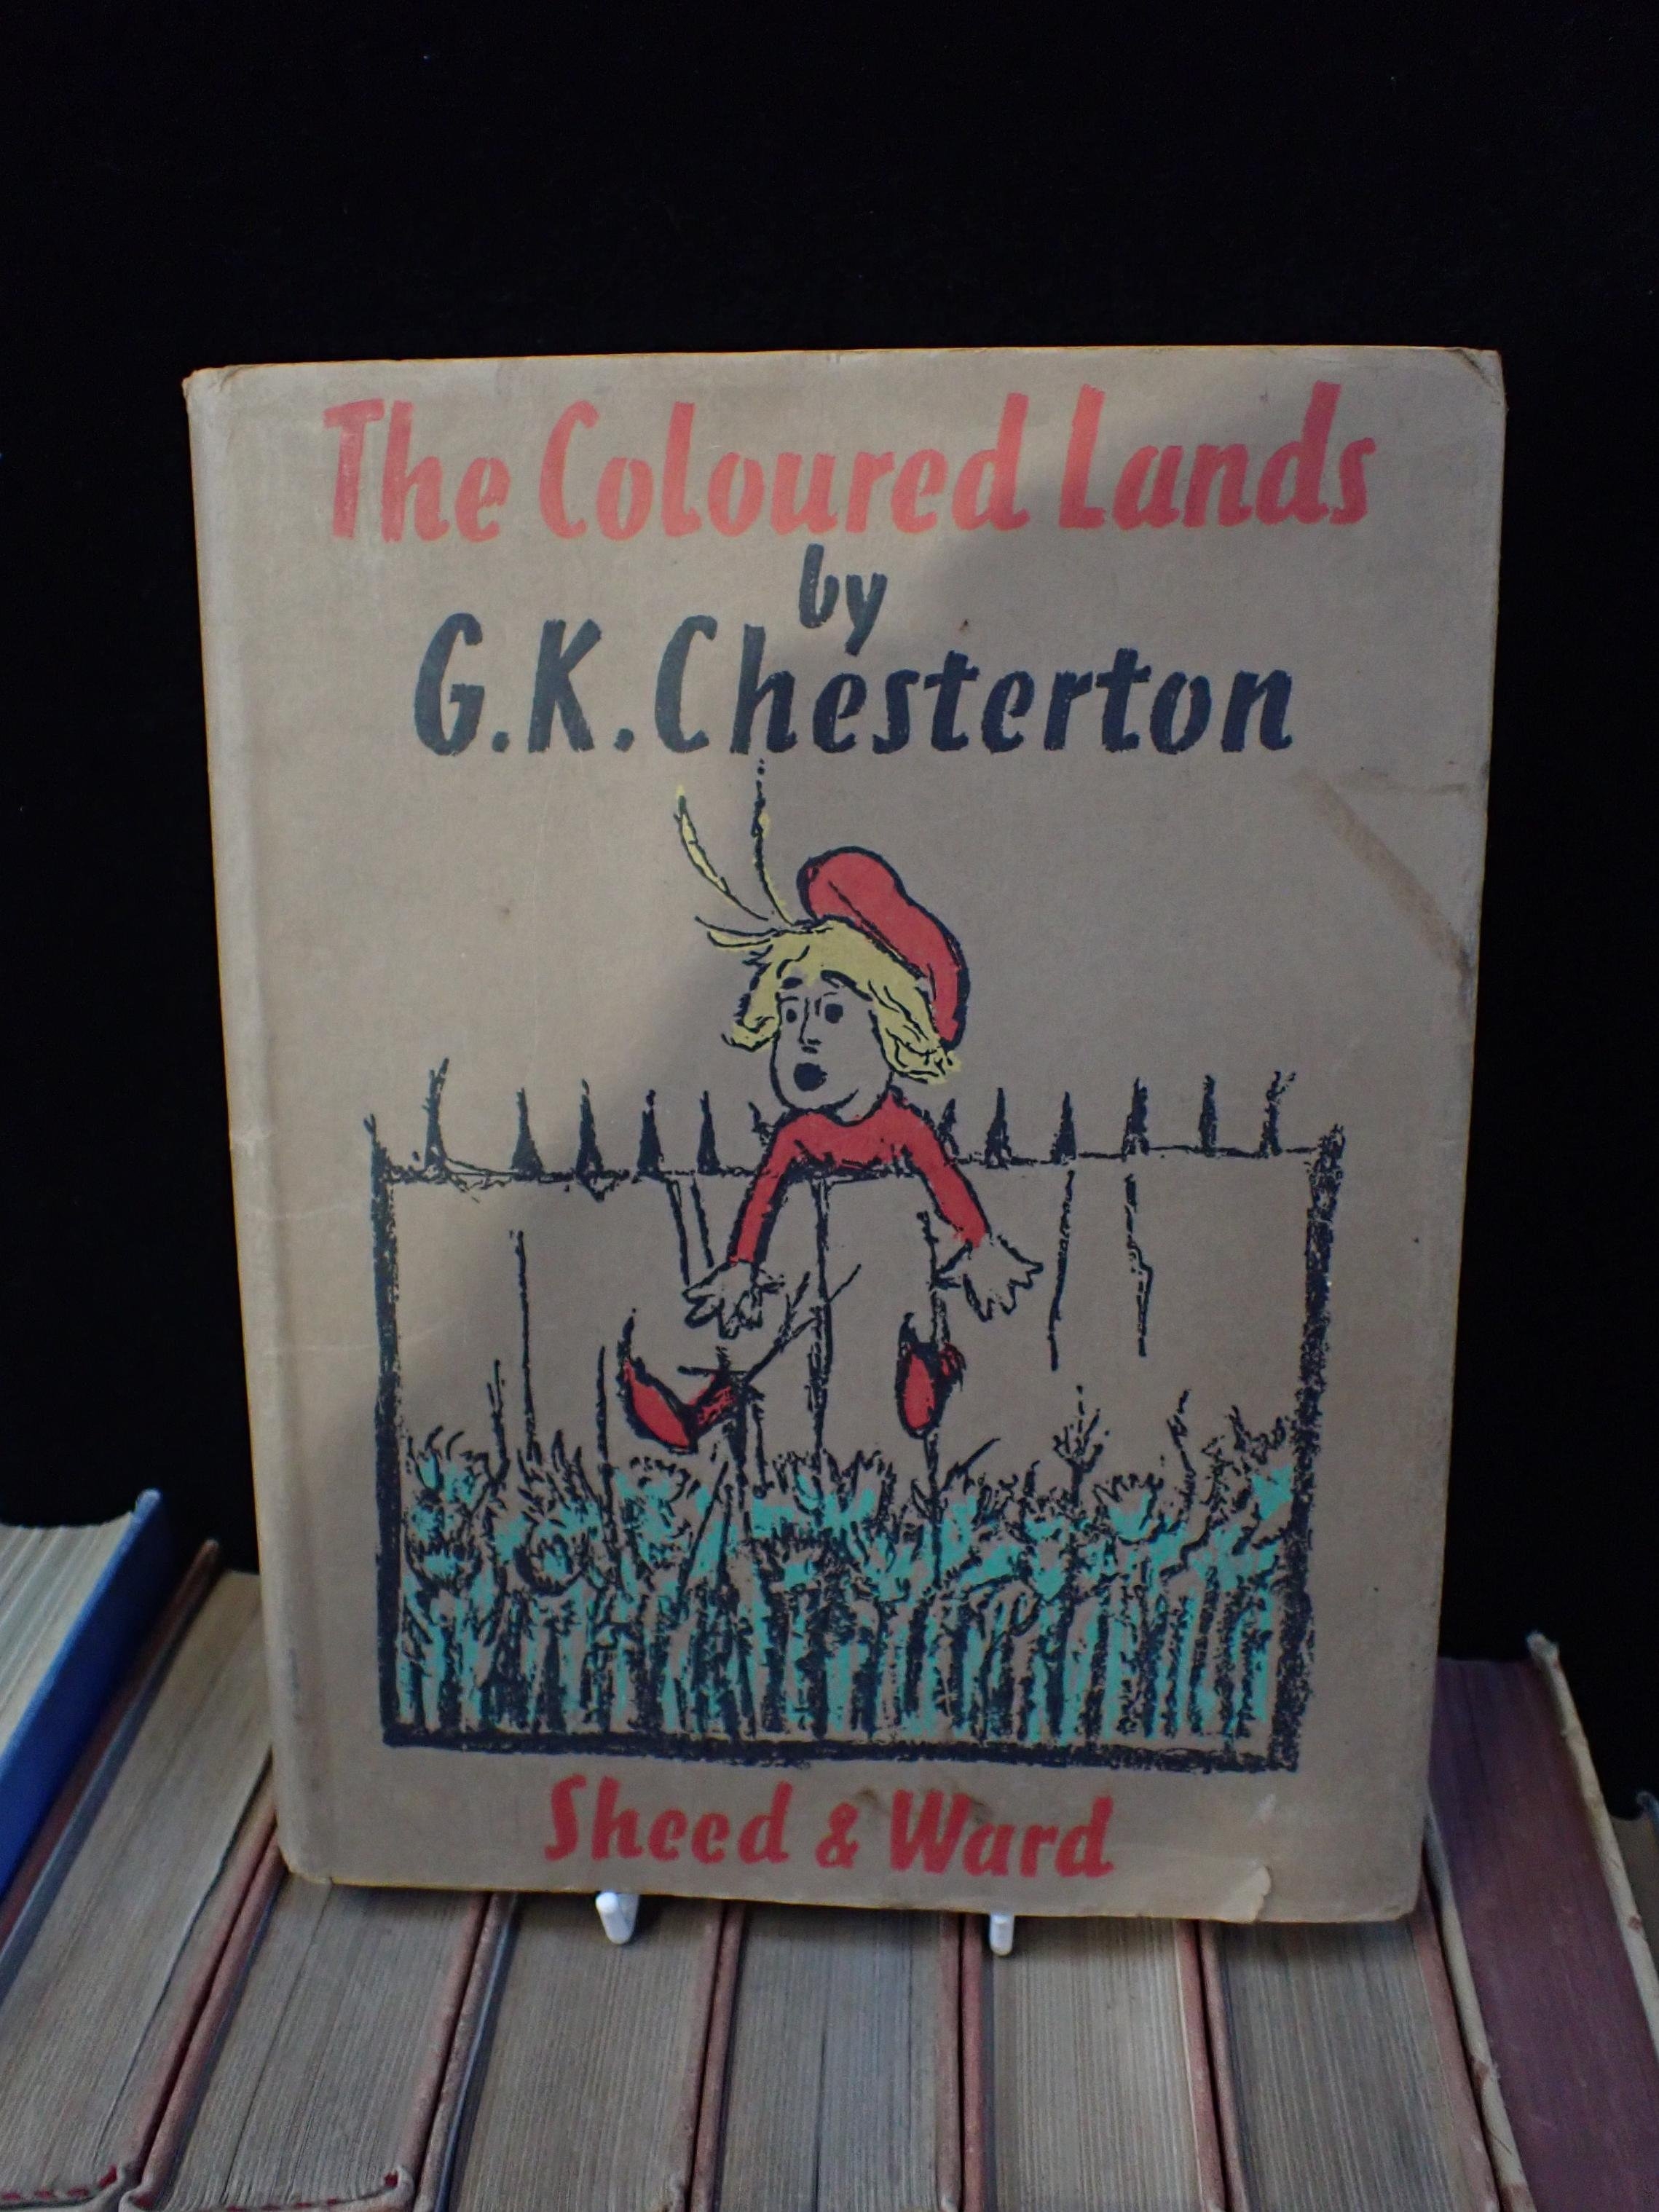 The Coloured Lands
by
G.K.Chesterton
Sheed & Ward